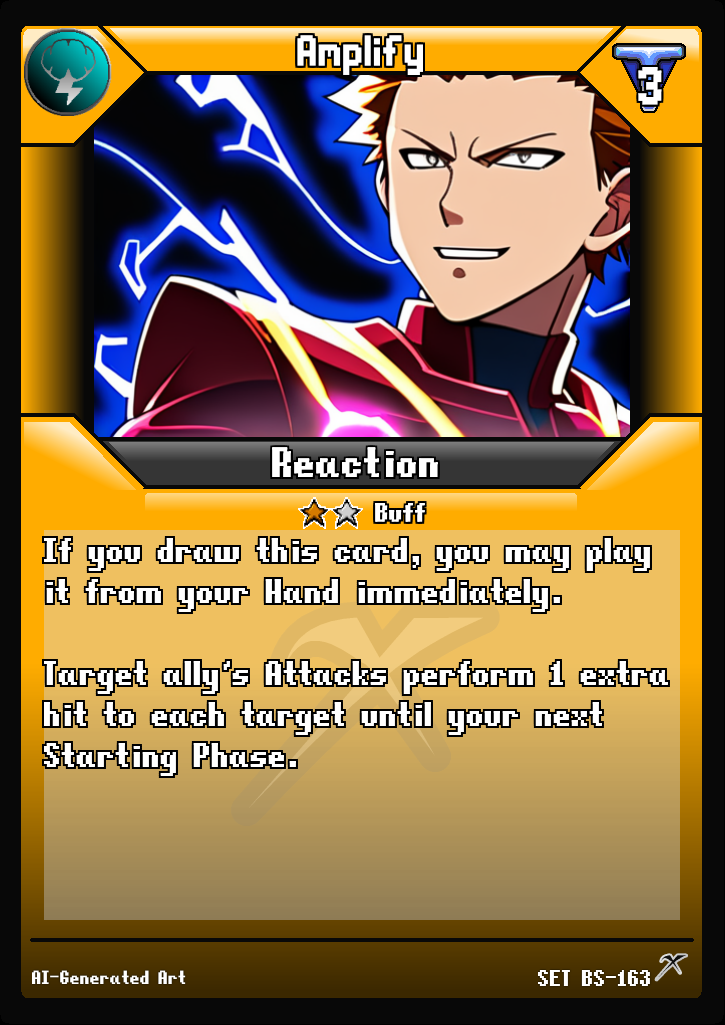 Amplify
3
Reaction
Buff
If you draw this card, you may play
it from your Hand immediately.
Target ally's Attacks perform 1 extra
hit to each target until your next
Starting Phase.
AI-Generated Art
SET BS-163